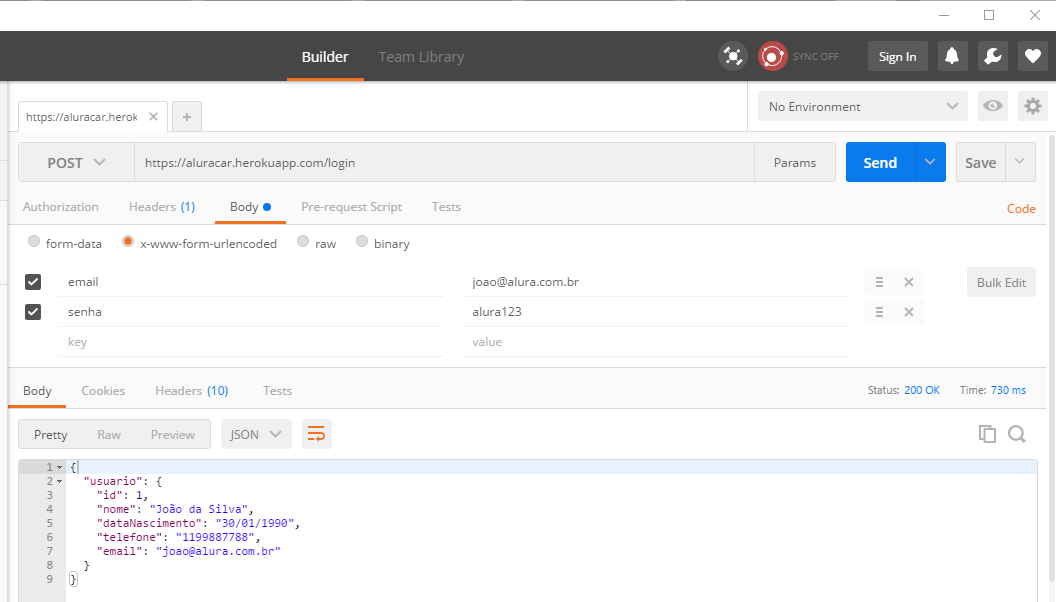 Builder Team Library SYNC OFF Sign In
https://aluracar.herok No Environment
POST https://aluracar.herokuapp.com/login Params Send Save
Authorization Headers (1) Body Pre-request Script Tests Code
form-data x-www-form-urlencoded raw binary
email joao@alura.com.br Bulk Edit
senha alura123
key value
Body Cookies Headers (10) Tests Status: 200 OK Time: 730 ms
Pretty Raw Preview JSON
1 {
2 "usuario": {
3 "id": 1,
4 "nome": "João da Silva",
5 "dataNascimento": "30/01/1990",
6 "telefone": "1199887788",
7 "email": "joao@alura.com.br"
8 }
9 }